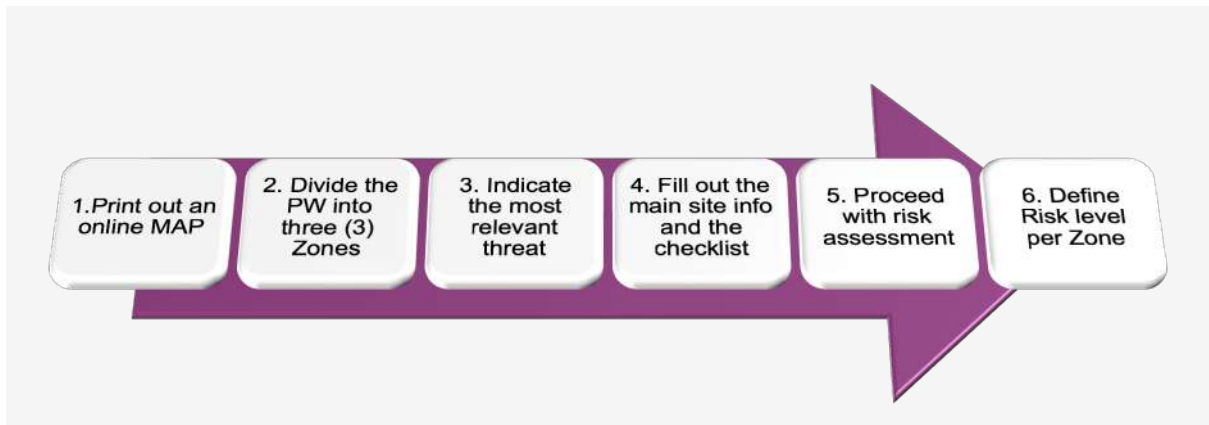 1.Print out an
online MAP
2. Divide the
PW into
three (3)
Zones
3. Indicate
the most
relevant
threat
4. Fill out the
main site info
and the
checklist
5. Proceed
with risk
assessment
6. Define
Risk level
per Zone